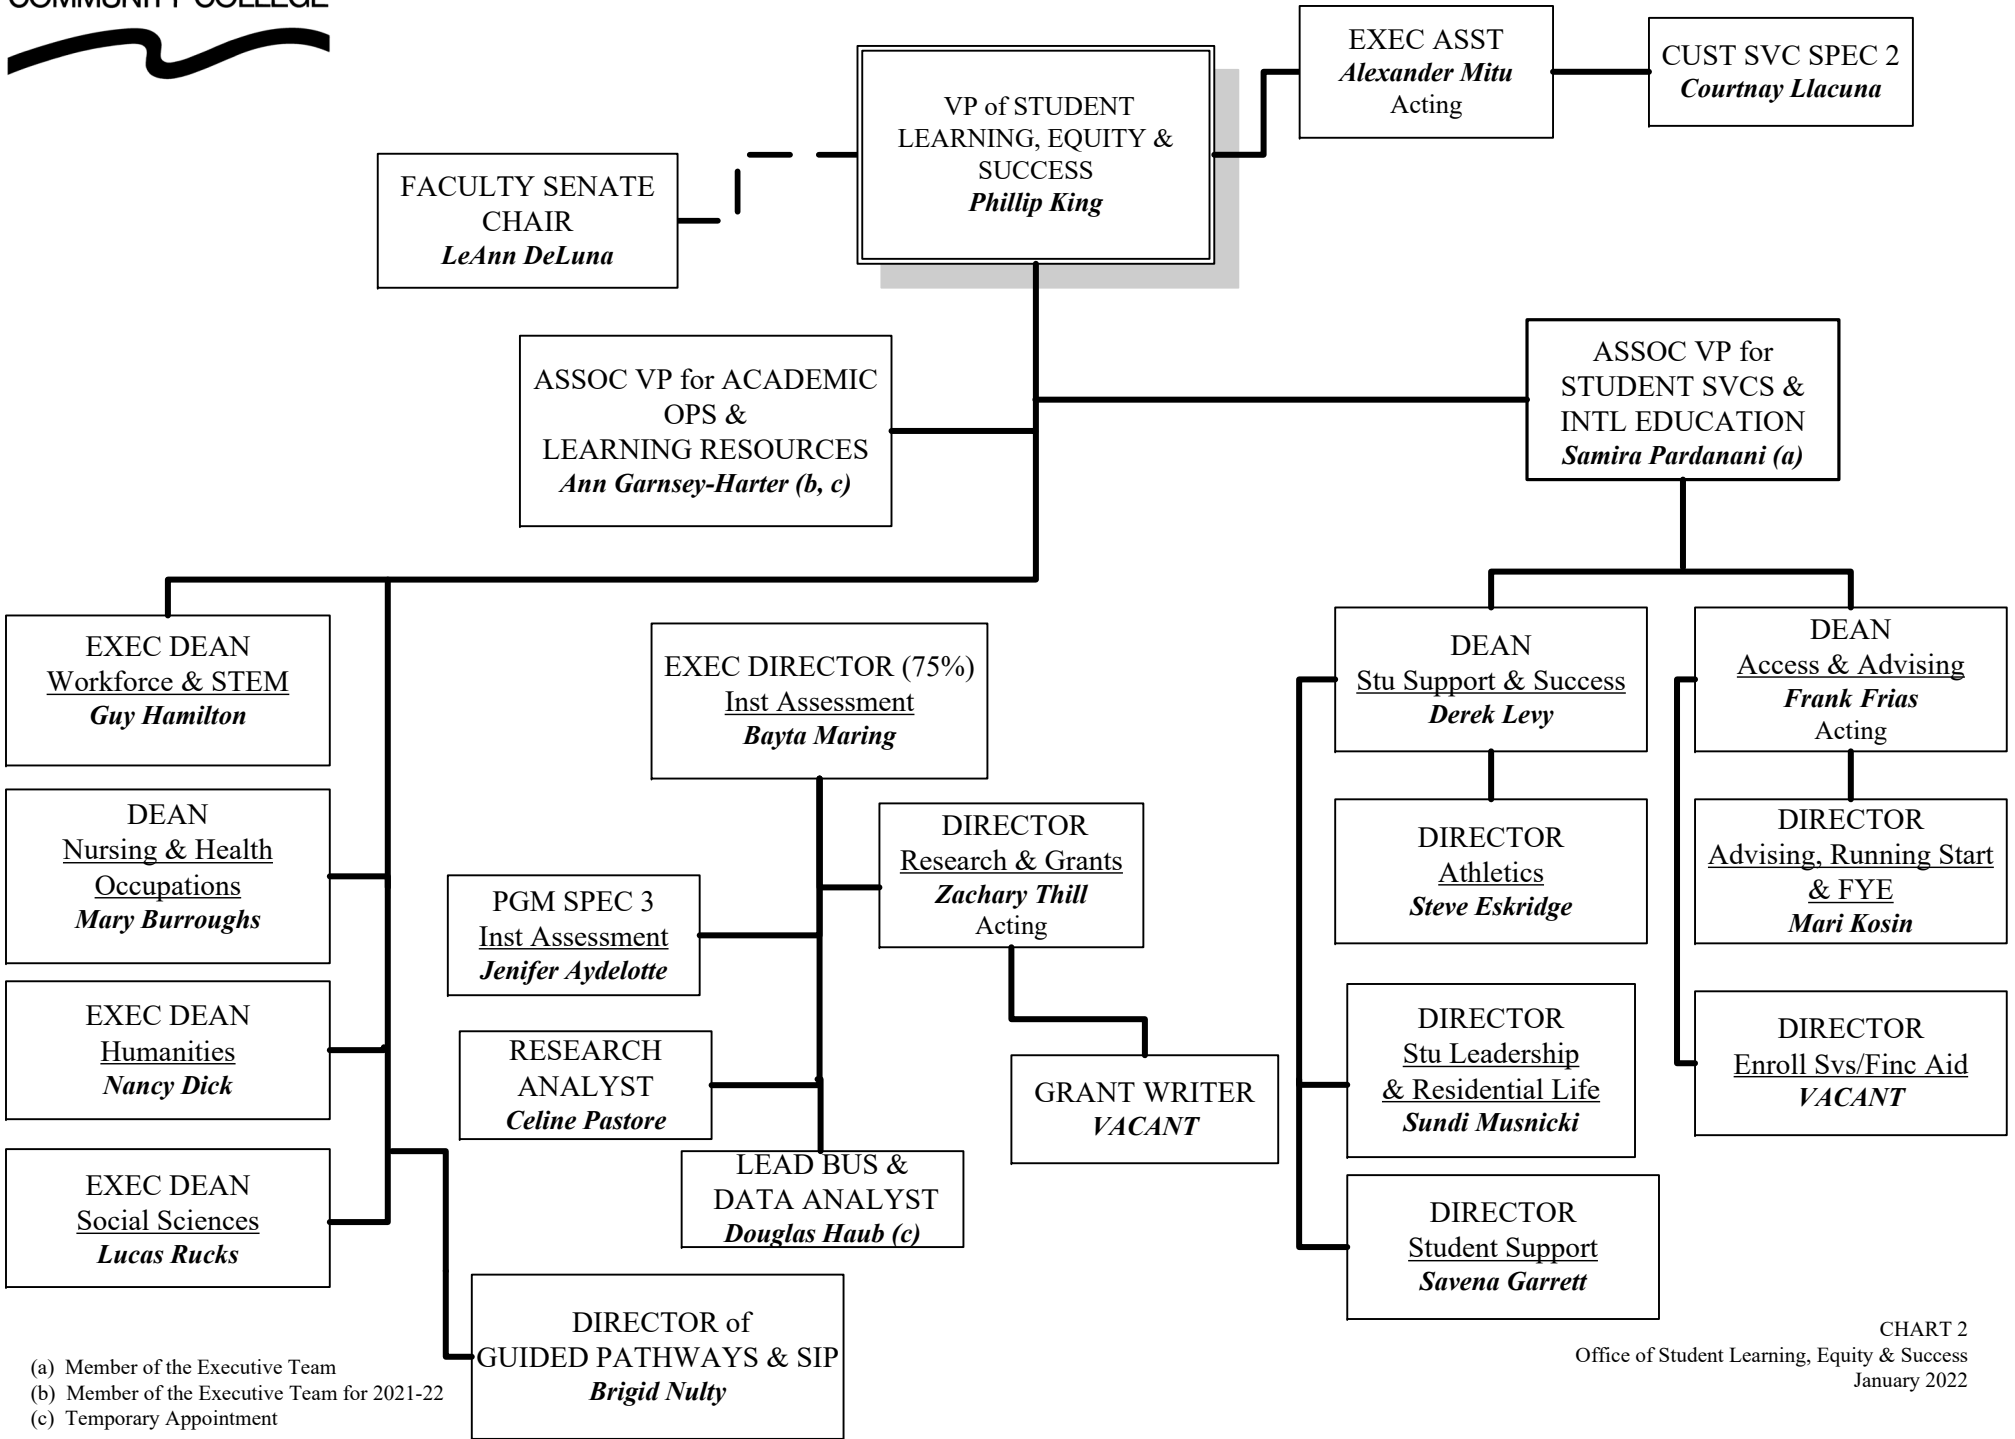 COMMUNITY COLLEGE
EXEC ASST
Alexander Mitu
Acting
CUST SVC SPEC 2
Courtnay Llacuna
VP of STUDENT
LEARNING, EQUITY &
SUCCESS
Phillip King
FACULTY SENATE
CHAIR
LeAnn DeLuna
ASSOC VP for ACADEMIC
OPS &
LEARNING RESOURCES
Ann Garnsey-Harter (b, c)
ASSOC VP for
STUDENT SVCS &
INTL EDUCATION
Samira Pardanani (a)
EXEC DEAN
Workforce & STEM
Guy Hamilton
DEAN
Nursing & Health
Occupations
Mary Burroughs
EXEC DEAN
Humanities
Nancy Dick
EXEC DEAN
Social Sciences
Lucas Rucks
EXEC DIRECTOR (75%)
Inst Assessment
Bayta Maring
DIRECTOR
Research & Grants
Zachary Thill
Acting
PGM SPEC 3
Inst Assessment
Jenifer Aydelotte
RESEARCH
ANALYST
Celine Pastore
GRANT WRITER
VACANT
LEAD BUS &
DATA ANALYST
Douglas Haub (c)
DIRECTOR of
GUIDED PATHWAYS & SIP
Brigid Nulty
DEAN
Stu Support & Success
Derek Levy
DIRECTOR
Athletics
Steve Eskridge
DIRECTOR
Stu Leadership
& Residential Life
Sundi Musnicki
DIRECTOR
Student Support
Savena Garrett
DEAN
Access & Advising
Frank Frias
Acting
DIRECTOR
Advising, Running Start
& FYE
Mari Kosin
DIRECTOR
Enroll Svs/Finc Aid
VACANT
(a) Member of the Executive Team
(b) Member of the Executive Team for 2021-22
(c) Temporary Appointment
CHART 2
Office of Student Learning, Equity & Success
January 2022